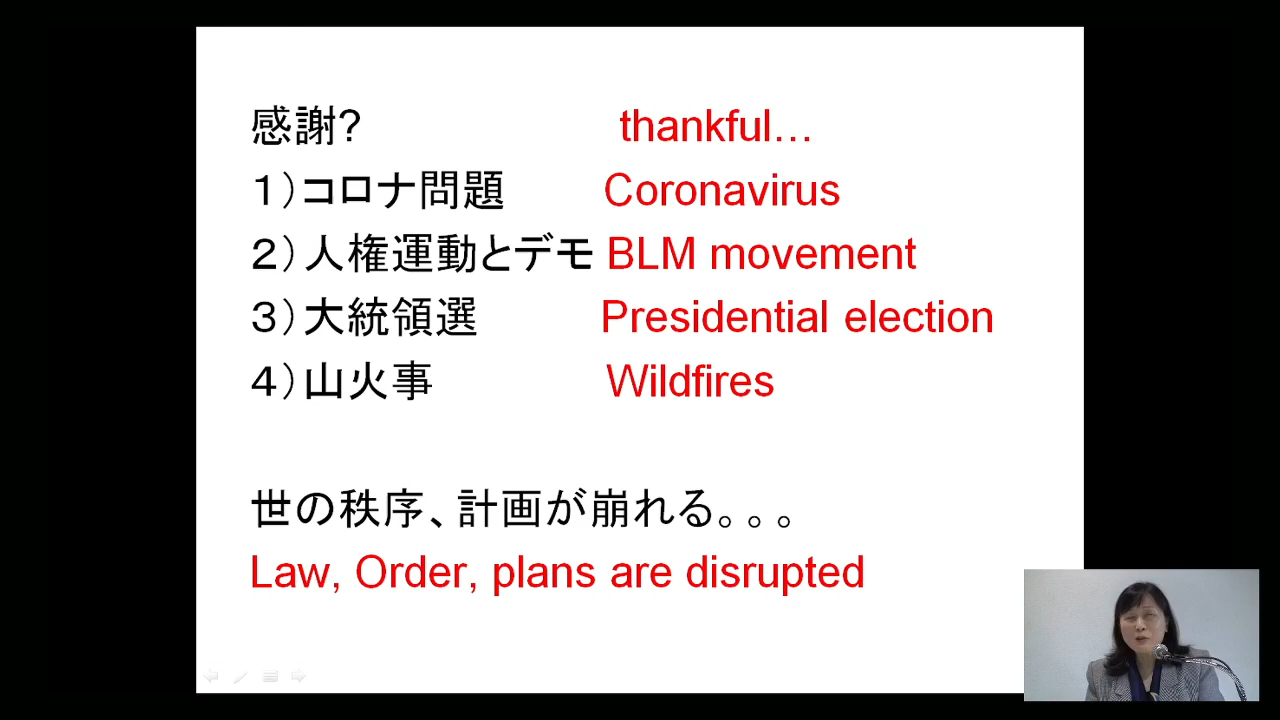 感謝? thankful…
１）コロナ問題 Coronavirus
２）人権運動とデモ BLM movement
３）大統領選 Presidential election
４）山火事 Wildfires
世の秩序、計画が崩れる。。。
Law, Order, plans are disrupted